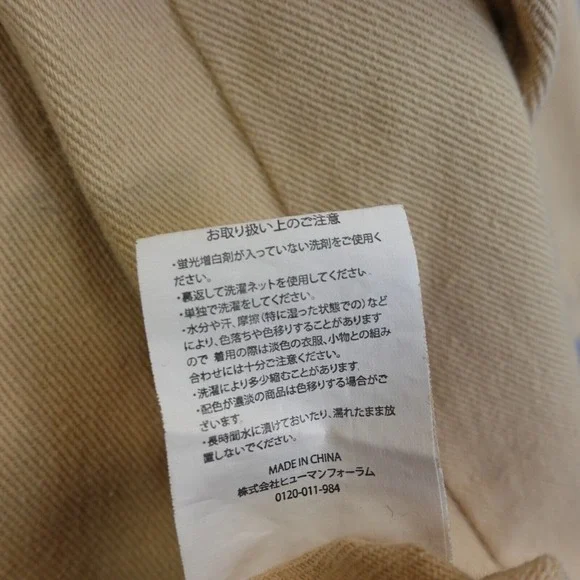 お取り扱い上のご注意
・蛍光増白剤が入っていない洗剤をご使用く
ださい。
・裏返して洗濯ネットを使用してください。
・単独で洗濯をしてください。
・水分や汗、摩擦（特に湿った状態での）など
により、色落ちや色移りすることがあります
ので 着用の際は淡色の衣服、小物との組み
合わせには十分ご注意ください。
・洗濯により多少縮むことがあります。
・配色が濃淡の商品は色移りする場合がご
ざいます。
・長時間水に漬けておいたり、濡れたまま放
置しないでください。
MADE IN CHINA
株式会社ヒューマンフォーラム
0120-011-984